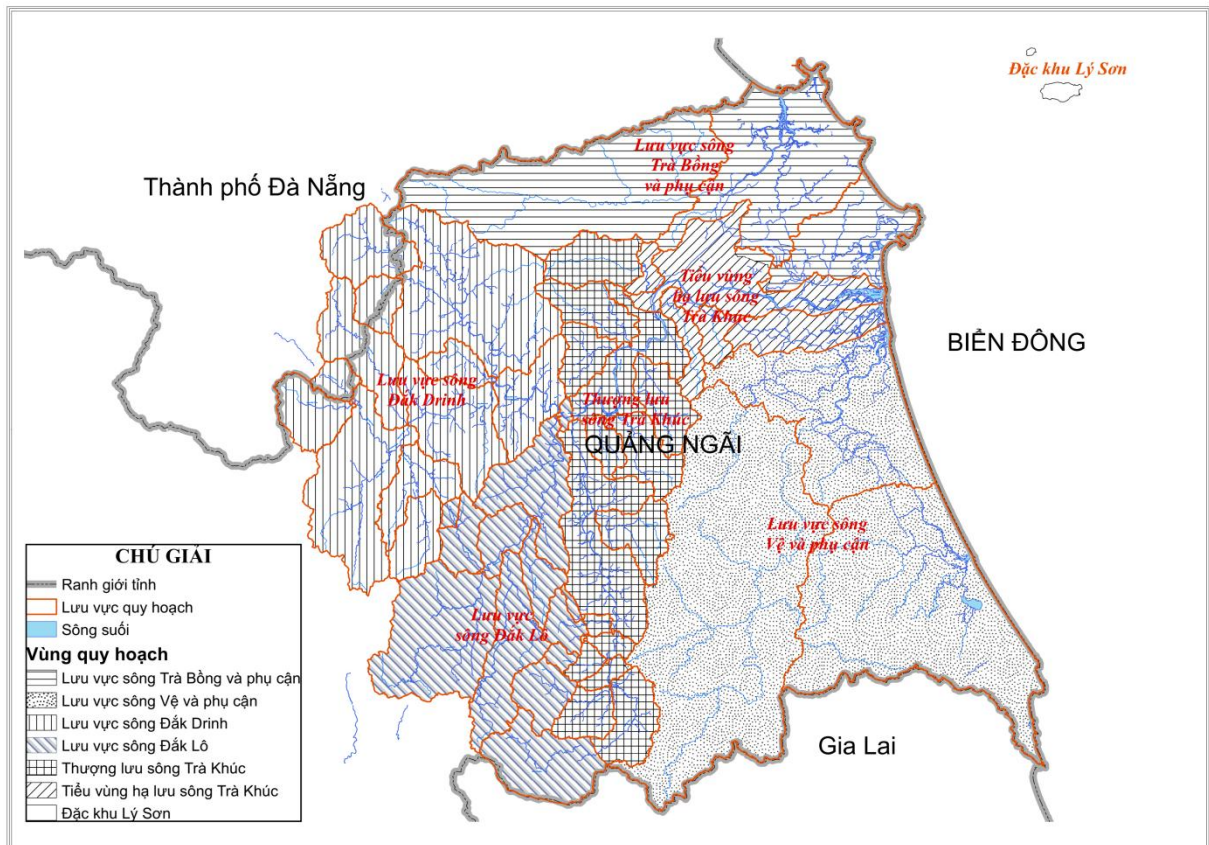 Đặc khu Lý Sơn
Lưu vực sông
Trà Bồng
và phụ cận
Thành phố Đà Nẵng
Tiểu vùng
hạ lưu sông
Trà Khúc
BIỂN ĐÔNG
Lưu vực sông
Đắk Drinh
Thượng lưu
sông Trà Khúc
QUẢNG NGÃI
Lưu vực sông
Vệ và phụ cận
Lưu vực
sông Đắk Lô
Gia Lai
CHÚ GIẢI
Ranh giới tỉnh
Lưu vực quy hoạch
Sông suối
Vùng quy hoạch
Lưu vực sông Trà Bồng và phụ cận
Lưu vực sông Vệ và phụ cận
Lưu vực sông Đắk Drinh
Lưu vực sông Đắk Lô
Thượng lưu sông Trà Khúc
Tiểu vùng hạ lưu sông Trà Khúc
Đặc khu Lý Sơn